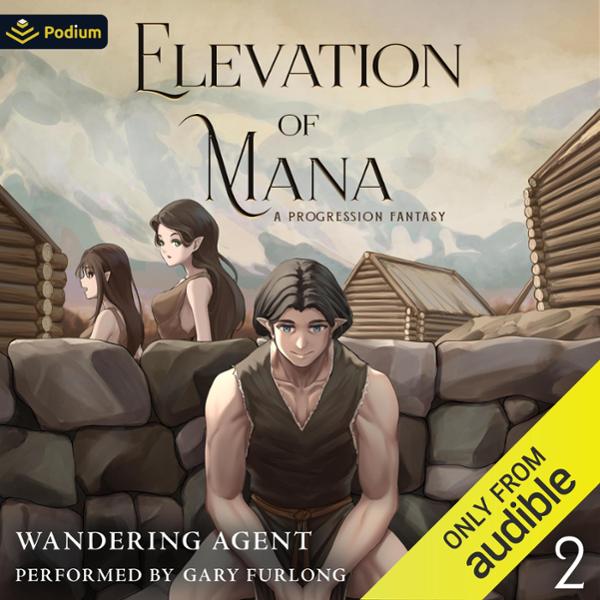 Podium
ELEVATION
OF
MANA
A PROGRESSION FANTASY
WANDERING AGENT
PERFORMED BY GARY FURLONG
ONLY FROM
audible
2